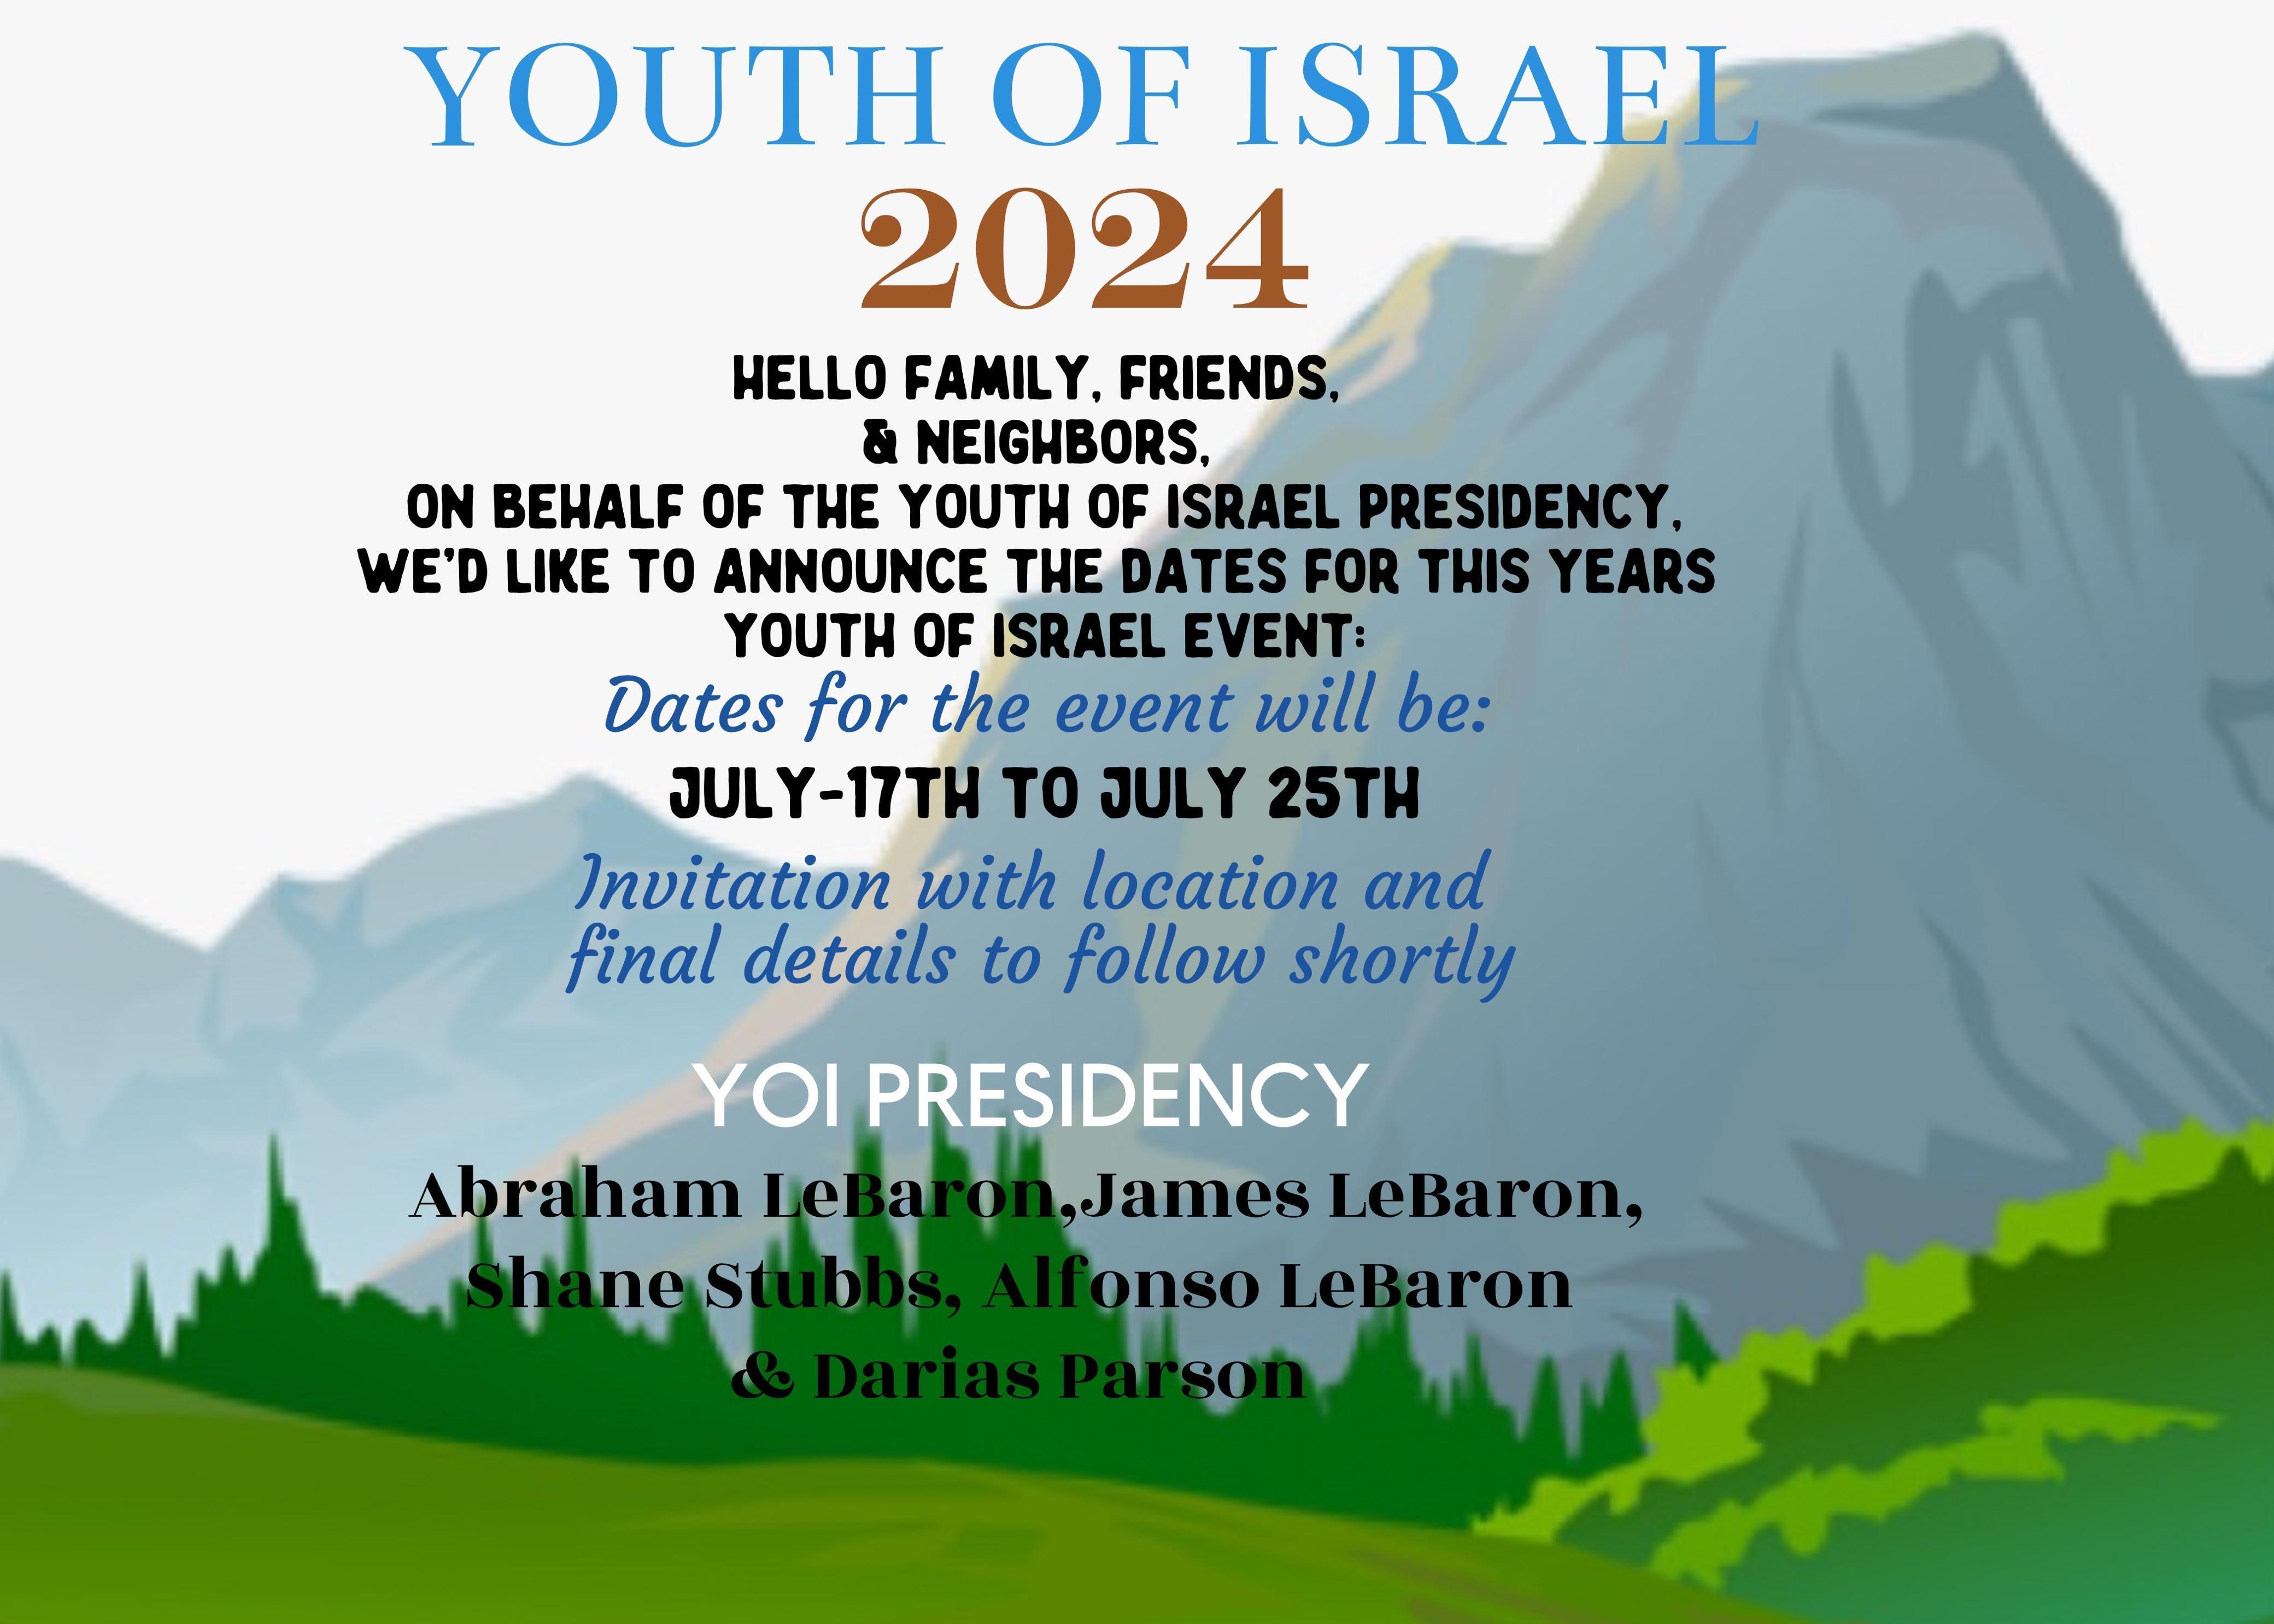 YOUTH OF ISRAEL
2024
HELLO FAMILY, FRIENDS,
& NEIGHBORS,
ON BEHALF OF THE YOUTH OF ISRAEL PRESIDENCY,
WE'D LIKE TO ANNOUNCE THE DATES FOR THIS YEARS
YOUTH OF ISRAEL EVENT:
Dates for the event will be:
JULY-17TH TO JULY 25TH
Invitation with location and
final details to follow shortly
YOI PRESIDENCY
Abraham LeBaron,James LeBaron,
Shane Stubbs, Alfonso LeBaron
& Darias Parson